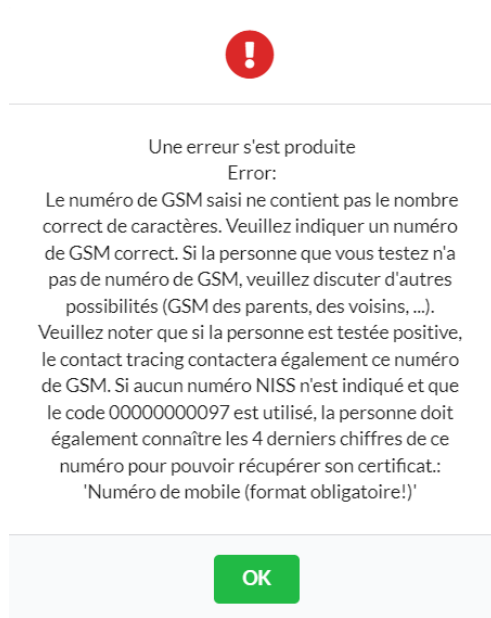 Une erreur s'est produite
Error:
Le numéro de GSM saisi ne contient pas le nombre
correct de caractères. Veuillez indiquer un numéro
de GSM correct. Si la personne que vous testez n'a
pas de numéro de GSM, veuillez discuter d'autres
possibilités (GSM des parents, des voisins, ...).
Veuillez noter que si la personne est testée positive,
le contact tracing contactera également ce numéro
de GSM. Si aucun numéro NISS n'est indiqué et que
le code 00000000097 est utilisé, la personne doit
également connaître les 4 derniers chiffres de ce
numéro pour pouvoir récupérer son certificat.:
'Numéro de mobile (format obligatoire!)'
OK